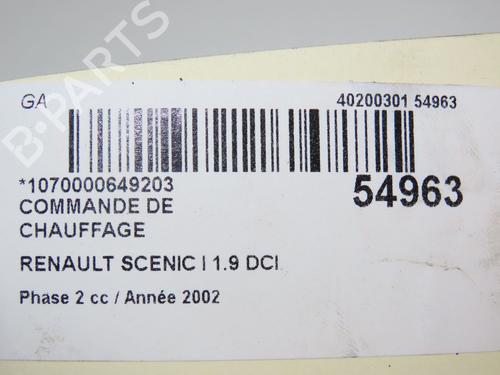 GA
40200301 54963
*1070000649203
54963
COMMANDE DE
CHAUFFAGE
RENAULT SCENIC I 1.9 DCI
Phase 2 cc / Année 2002
B-PARTS